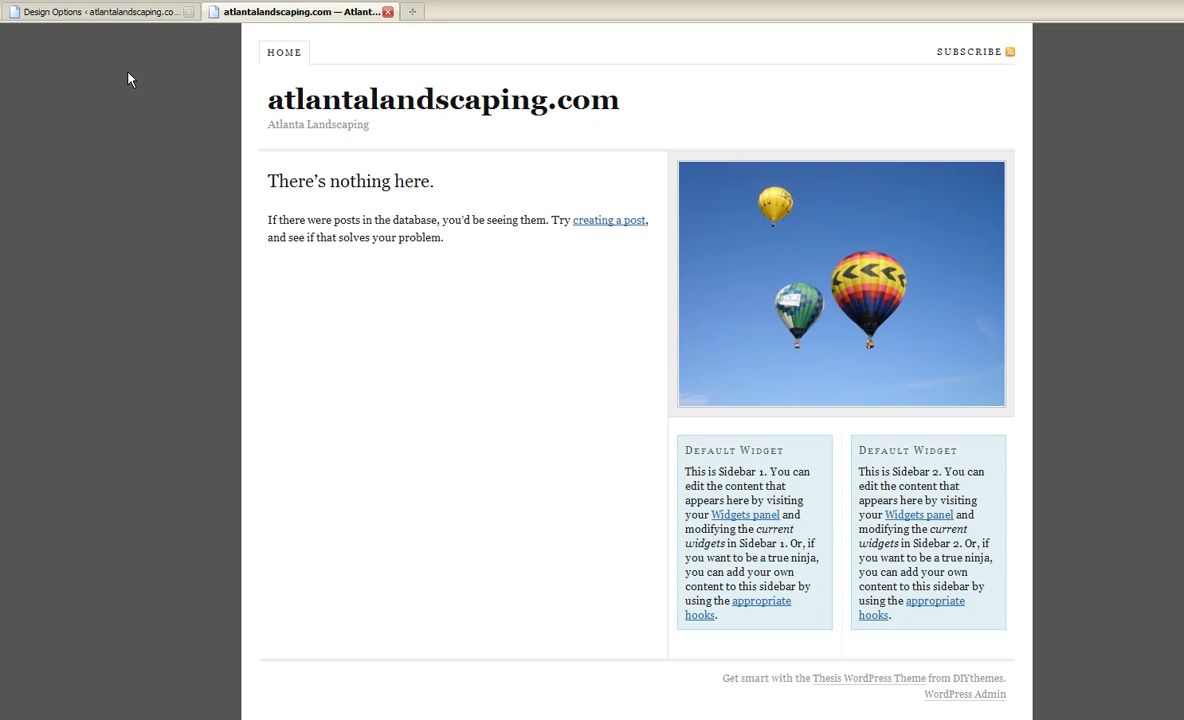 Design Options ‹ atlantalandscaping.co...
atlantalandscaping.com — Atlant...
HOME
SUBSCRIBE
atlantalandscaping.com
Atlanta Landscaping
There's nothing here.
If there were posts in the database, you'd be seeing them. Try creating a post,
and see if that solves your problem.
Default Widget
This is Sidebar 1. You can
edit the content that
appears here by visiting
your Widgets panel and
modifying the current
widgets in Sidebar 1. Or, if
you want to be a true ninja,
you can add your own
content to this sidebar by
using the appropriate
hooks.
Default Widget
This is Sidebar 2. You can
edit the content that
appears here by visiting
your Widgets panel and
modifying the current
widgets in Sidebar 2. Or, if
you want to be a true ninja,
you can add your own
content to this sidebar by
using the appropriate
hooks.
Get smart with the Thesis WordPress Theme from DIYthemes.
WordPress Admin